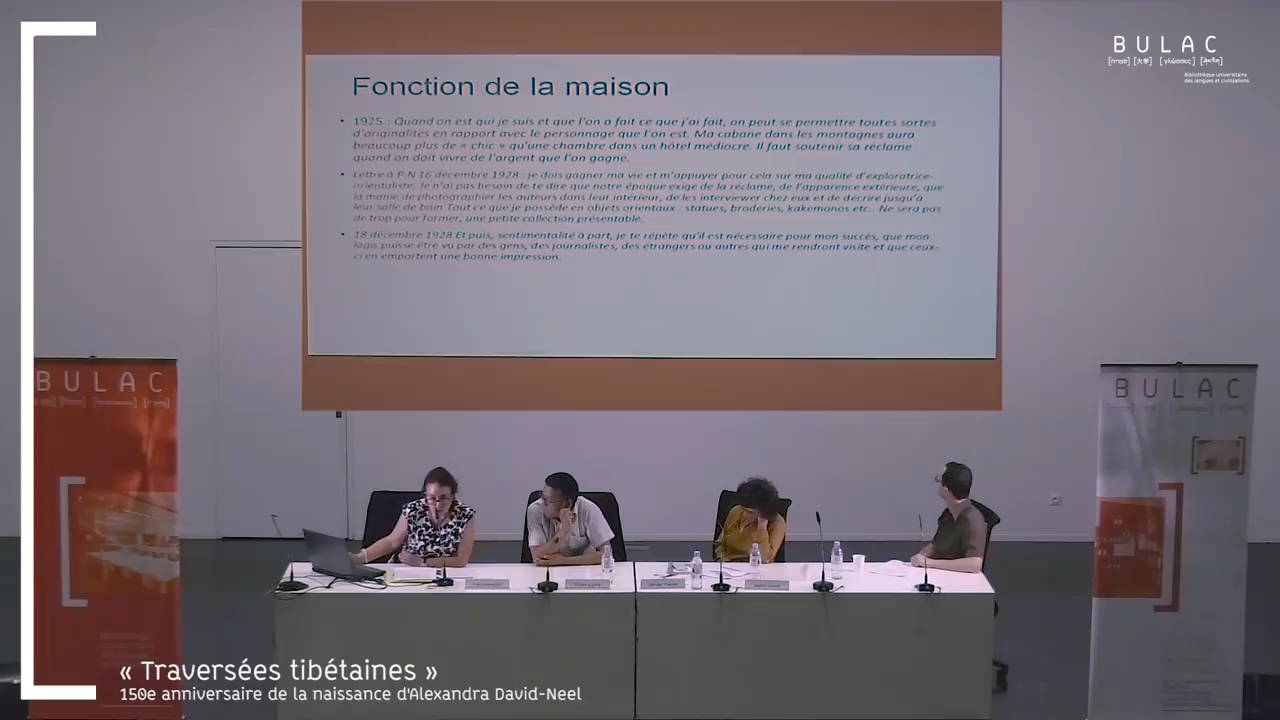 BULAC
Bibliothèque universitaire
des langues et civilisations
Fonction de la maison
• 1925 : Quand on est qui je suis et que l'on a fait ce que j'ai fait, on peut se permettre toutes sortes
d'originalités en rapport avec le personnage que l'on est. Ma cabane dans les montagnes aura
beaucoup plus de « chic » qu'une chambre dans un hôtel médiocre. Il faut soutenir sa réclame
quand on doit vivre de l'argent que l'on gagne.
• Lettre à P N 16 décembre 1928 : je dois gagner ma vie et m'appuyer pour cela sur ma qualité d'exploratrice-
orientaliste. Je n'ai pas besoin de te dire que notre époque exige de la réclame, de l'apparence extérieure, que
la manie de photographier les auteurs dans leur intérieur, de les interviewer chez eux et de décrire jusqu'à
leur salle de bain Tout ce que je possède en objets orientaux : statues, broderies, kakemonos etc.. Ne sera pas
de trop pour former, une petite collection présentable.
• 18 décembre 1928 Et puis, sentimentalité à part, je te répète qu'il est nécessaire pour mon succès, que mon
logis puisse être vu par des gens, des journalistes, des étrangers ou autres qui me rendront visite et que ceux-
ci en emportent une bonne impression.
BULAC
BULAC
« Traversées tibétaines »
150e anniversaire de la naissance d'Alexandra David-Neel